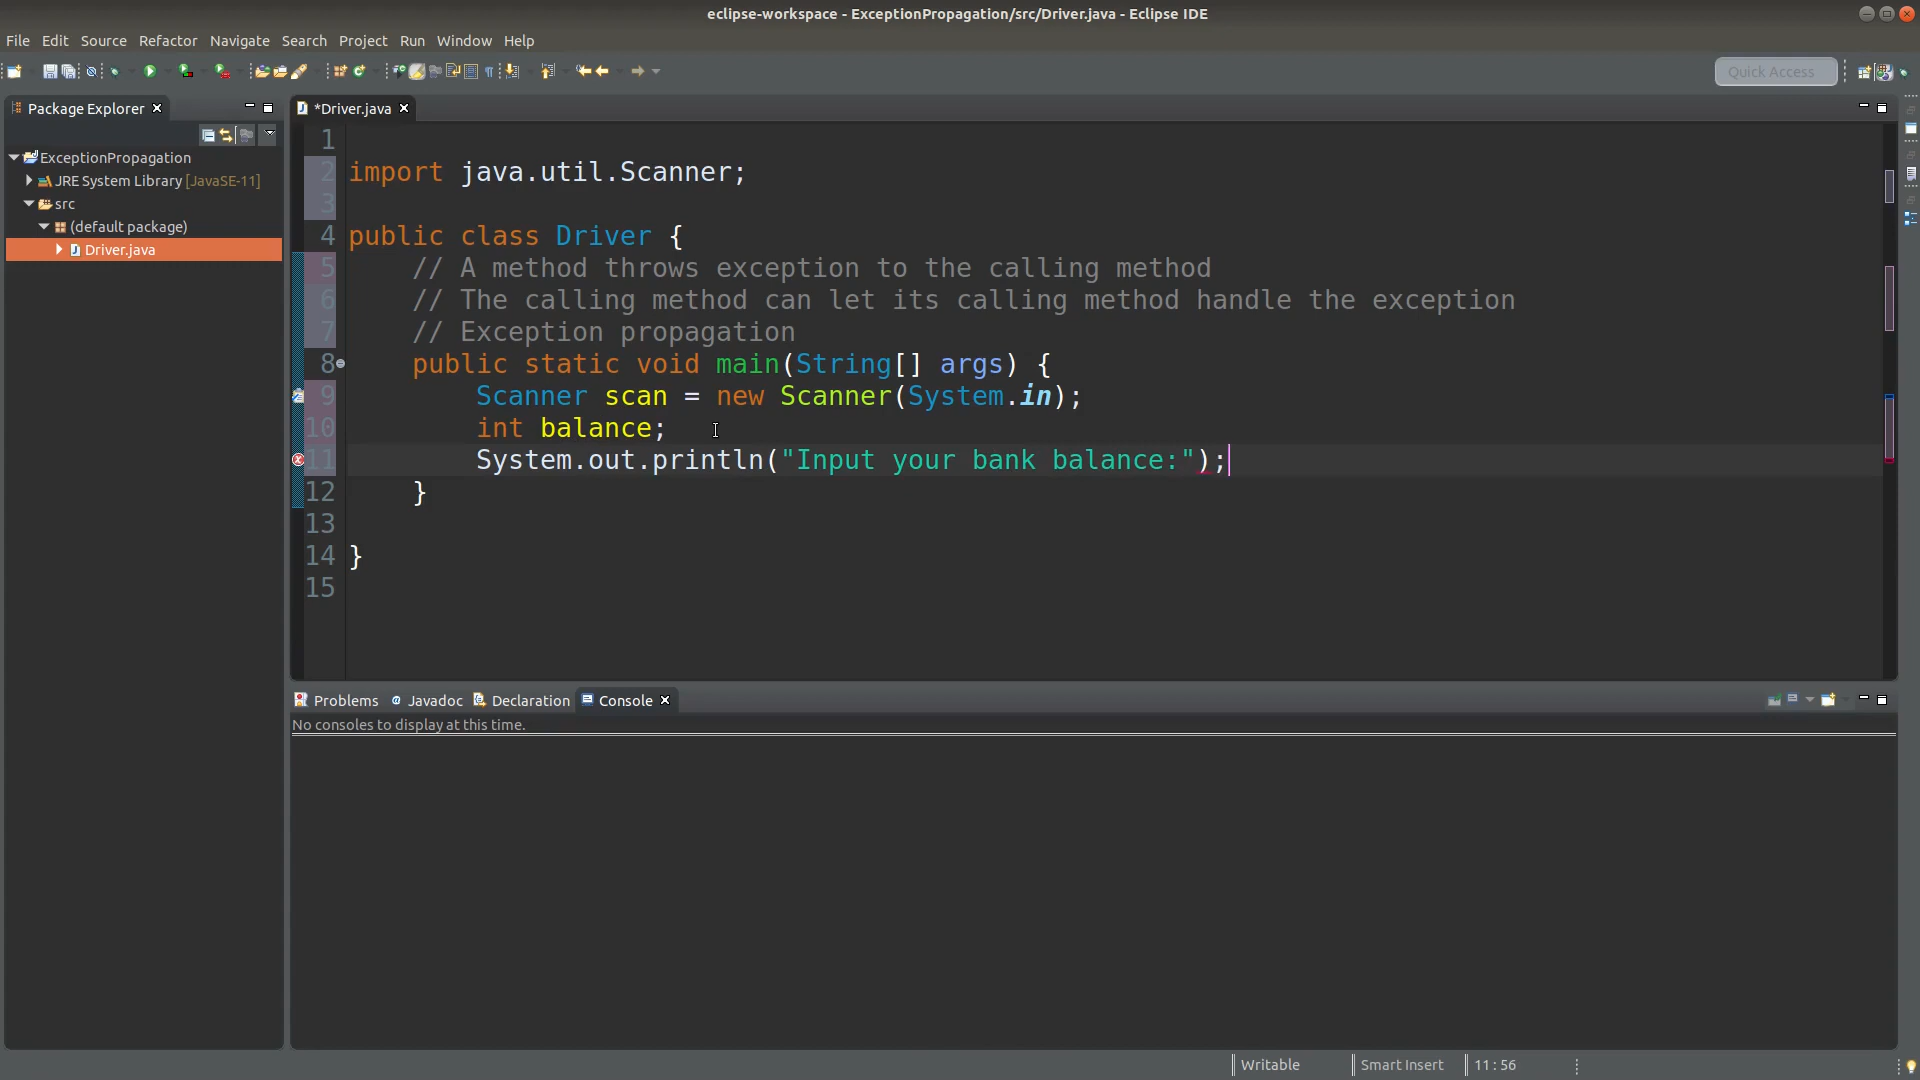 eclipse-workspace - ExceptionPropagation/src/Driver.java - Eclipse IDE
File Edit Source Refactor Navigate Search Project Run Window Help
Quick Access
Package Explorer
*Driver.java
ExceptionPropagation
JRE System Library [JavaSE-11]
src
(default package)
Driver.java
1
2 import java.util.Scanner;
3
4 public class Driver {
5 // A method throws exception to the calling method
6 // The calling method can let its calling method handle the exception
7 // Exception propagation
8 public static void main(String[] args) {
9 Scanner scan = new Scanner(System.in);
10 int balance;
11 System.out.println("Input your bank balance:");
12 }
13
14 }
15
Problems Javadoc Declaration Console
No consoles to display at this time.
Writable Smart Insert 11 : 56